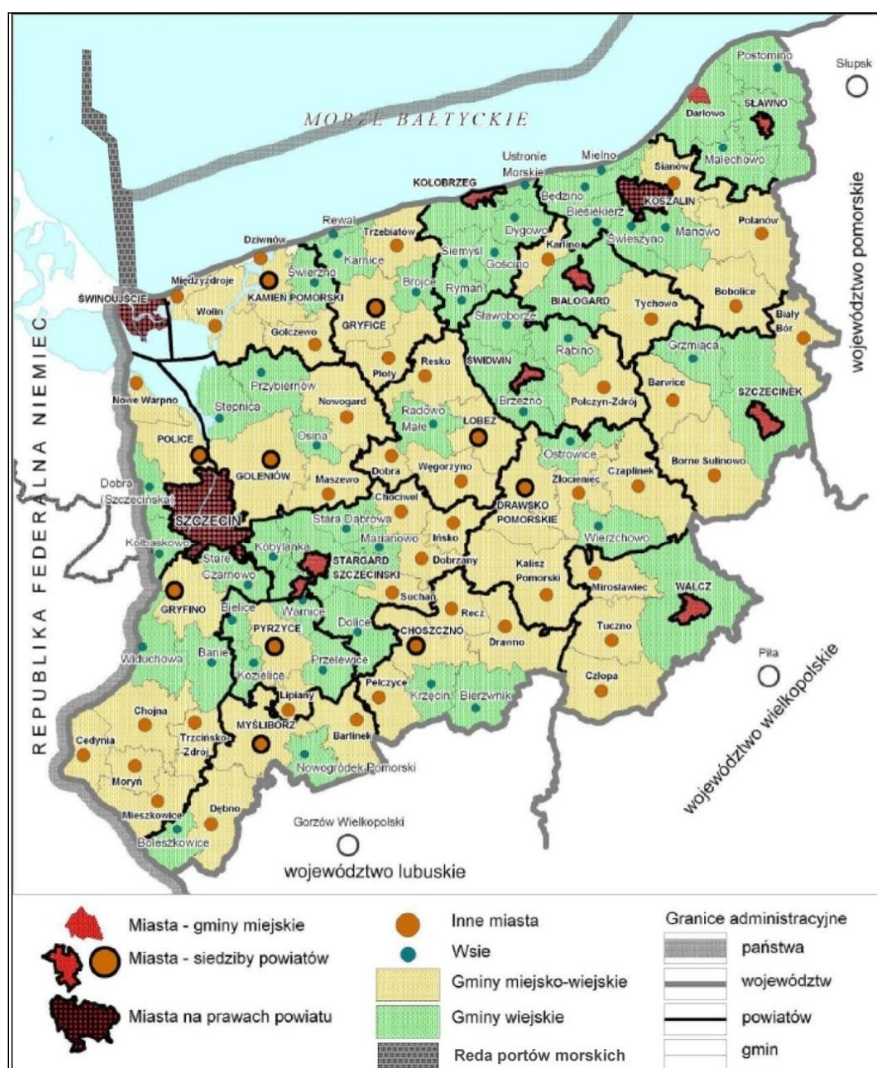 Postomino
Słupsk
MORZE BAŁTYCKIE
Darłowo
SŁAWNO
Malechowo
Ustronie
Morskie
Mielno
Sianów
KOŁOBRZEG
Będzino
KOSZALIN
Biesiekierz
Rewal
Trzebiatów
Dygowo
Świeszyno
Manowo
Polanów
Dziwnów
Karnice
Siemyśl
Gościno
Karlino
Międzyzdroje
Świerzno
Brojce
Rymań
BIAŁOGARD
ŚWINOUJŚCIE
KAMIEŃ POMORSKI
GRYFICE
Tychowo
Bobolice
Wolin
Golczewo
Sławoborze
Biały
Bór
Płoty
Resko
ŚWIDWIN
Rąbino
Grzmiąca
Nowe Warpno
Przybiernów
Stepnica
Nowogard
Radowo
Małe
ŁOBEZ
Brzeżno
Połczyn-Zdrój
Barwice
SZCZECINEK
POLICE
Osina
GOLENIÓW
Dobra
Węgorzyno
Ostrowice
Borne Sulinowo
Dobra
(Szczecińska)
Maszewo
Chociwel
Złocieniec
Czaplinek
DRAWSKO
POMORSKIE
SZCZECIN
Stara Dąbrowa
Ińsko
Wierzchowo
Kołbaskowo
Kobylanka
Marianowo
Stare
Czarnowo
STARGARD
SZCZECIŃSKI
Dobrzany
Kalisz
Pomorski
Mirosławiec
WAŁCZ
GRYFINO
Suchań
Bielice
Warnice
Recz
PYRZYCE
Dolice
CHOSZCZNO
Drawno
Tuczno
Widuchowa
Banie
Kozielice
Przelewice
Człopa
Piła
Chojna
Lipiany
Pełczyce
Krzęcin
Bierzwnik
Cedynia
Trzcińsko-
Zdrój
MYŚLIBÓRZ
Barlinek
Moryń
Nowogródek Pomorski
Mieszkowice
Dębno
Boleszkowice
Gorzów Wielkopolski
REPUBLIKA FEDERALNA NIEMIEC
województwo pomorskie
województwo wielkopolskie
województwo lubuskie
Miasta - gminy miejskie
Miasta - siedziby powiatów
Miasta na prawach powiatu
Inne miasta
Wsie
Gminy miejsko-wiejskie
Gminy wiejskie
Reda portów morskich
Granice administracyjne
państwa
województw
powiatów
gmin